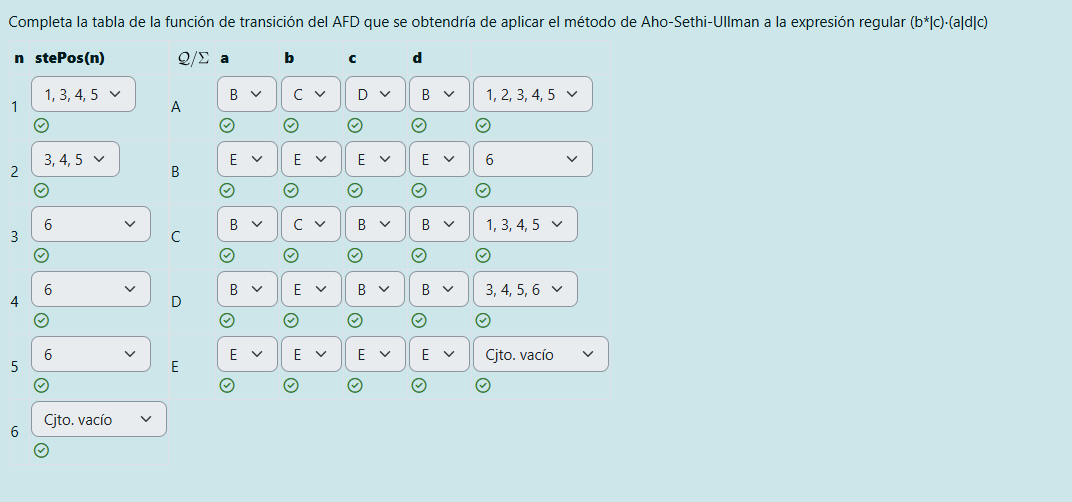 Completa la tabla de la función de transición del AFD que se obtendría de aplicar el método de Aho-Sethi-Ullman a la expresión regular (b*|c)·(a|d|c)
n stePos(n) Q/Σ a b c d
1 1, 3, 4, 5 A B C D B 1, 2, 3, 4, 5
2 3, 4, 5 B E E E E 6
3 6 C B C B B 1, 3, 4, 5
4 6 D B E B B 3, 4, 5, 6
5 6 E E E E E Cjto. vacío
6 Cjto. vacío